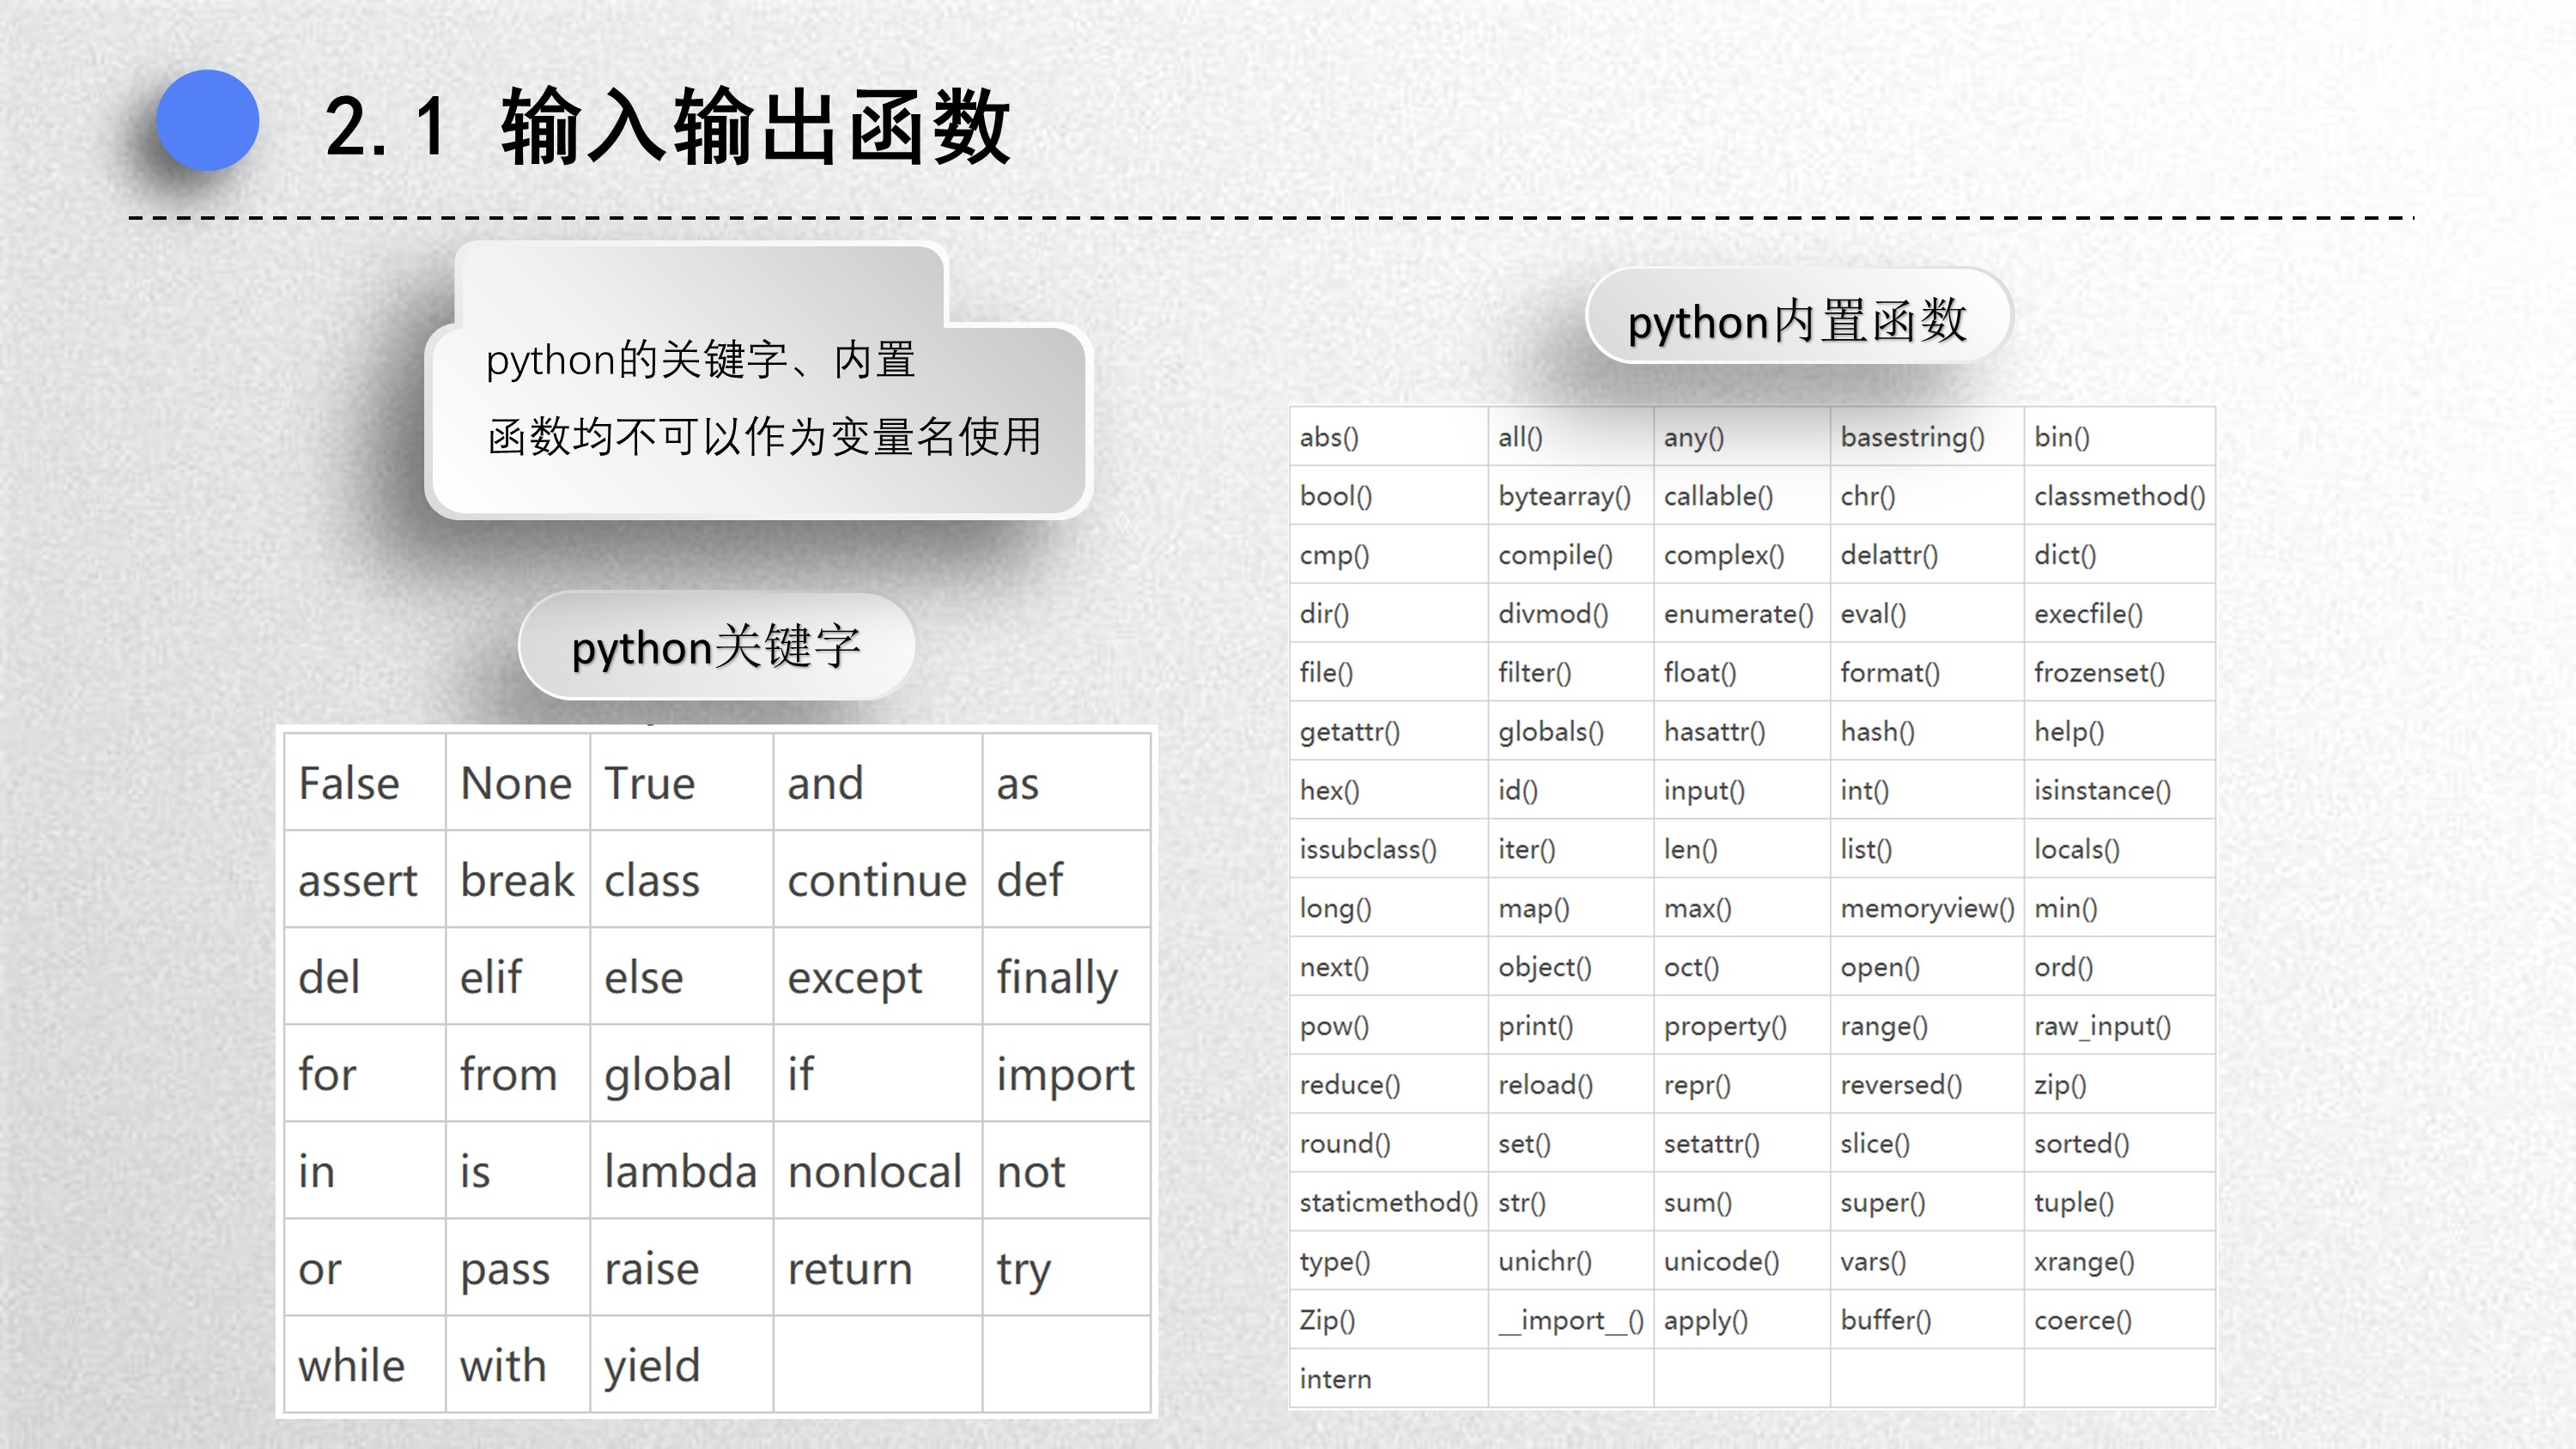 2.1 输入输出函数
python的关键字、内置
函数均不可以作为变量名使用
python关键字
False None True and as
assert break class continue def
del elif else except finally
for from global if import
in is lambda nonlocal not
or pass raise return try
while with yield
python内置函数
abs() all() any() basestring() bin()
bool() bytearray() callable() chr() classmethod()
cmp() compile() complex() delattr() dict()
dir() divmod() enumerate() eval() execfile()
file() filter() float() format() frozenset()
getattr() globals() hasattr() hash() help()
hex() id() input() int() isinstance()
issubclass() iter() len() list() locals()
long() map() max() memoryview() min()
next() object() oct() open() ord()
pow() print() property() range() raw_input()
reduce() reload() repr() reversed() zip()
round() set() setattr() slice() sorted()
staticmethod() str() sum() super() tuple()
type() unichr() unicode() vars() xrange()
Zip() __import__() apply() buffer() coerce()
intern